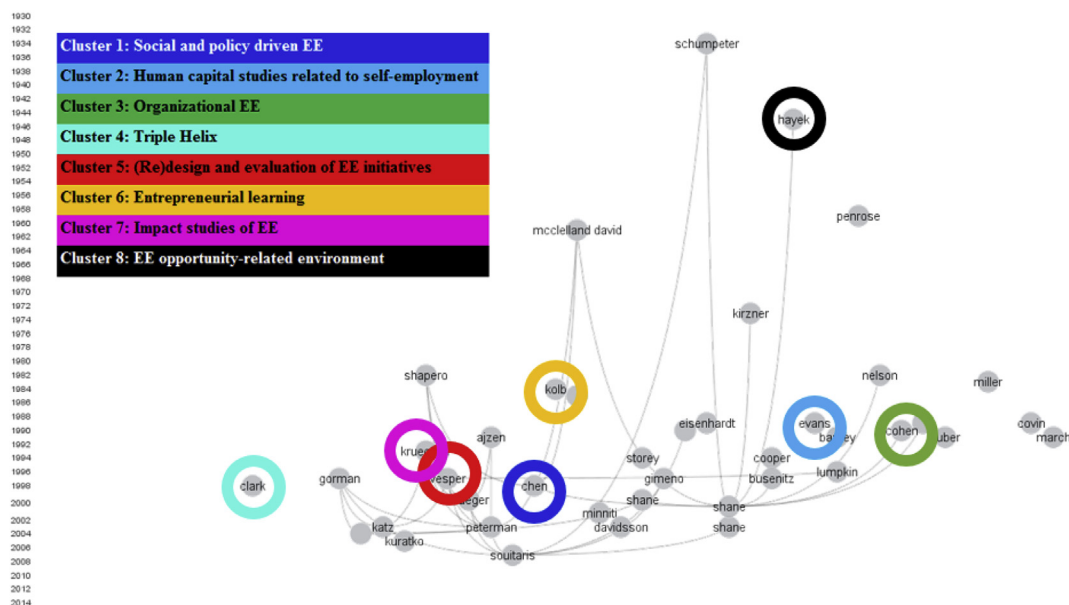 1930
1932
1934
1936
1938
1940
1942
1944
1946
1948
1950
1952
1954
1956
1958
1960
1962
1964
1966
1968
1970
1972
1974
1976
1978
1980
1982
1984
1986
1988
1990
1992
1994
1996
1998
2000
2002
2004
2006
2008
2010
2012
2014
Cluster 1: Social and policy driven EE
Cluster 2: Human capital studies related to self-employment
Cluster 3: Organizational EE
Cluster 4: Triple Helix
Cluster 5: (Re)design and evaluation of EE initiatives
Cluster 6: Entrepreneurial learning
Cluster 7: Impact studies of EE
Cluster 8: EE opportunity-related environment
schumpeter
hayek
penrose
mcclelland david
kirzner
shapero
kolb
nelson
miller
eisenhardt
evans
covin
ajzen
cohen
march
storey
cooper
clark
gorman
vesper
chen
gimeno
busenitz
lumpkin
shane
shane
minniti
katz
peterman
davidsson
shane
kuratko
souitaris